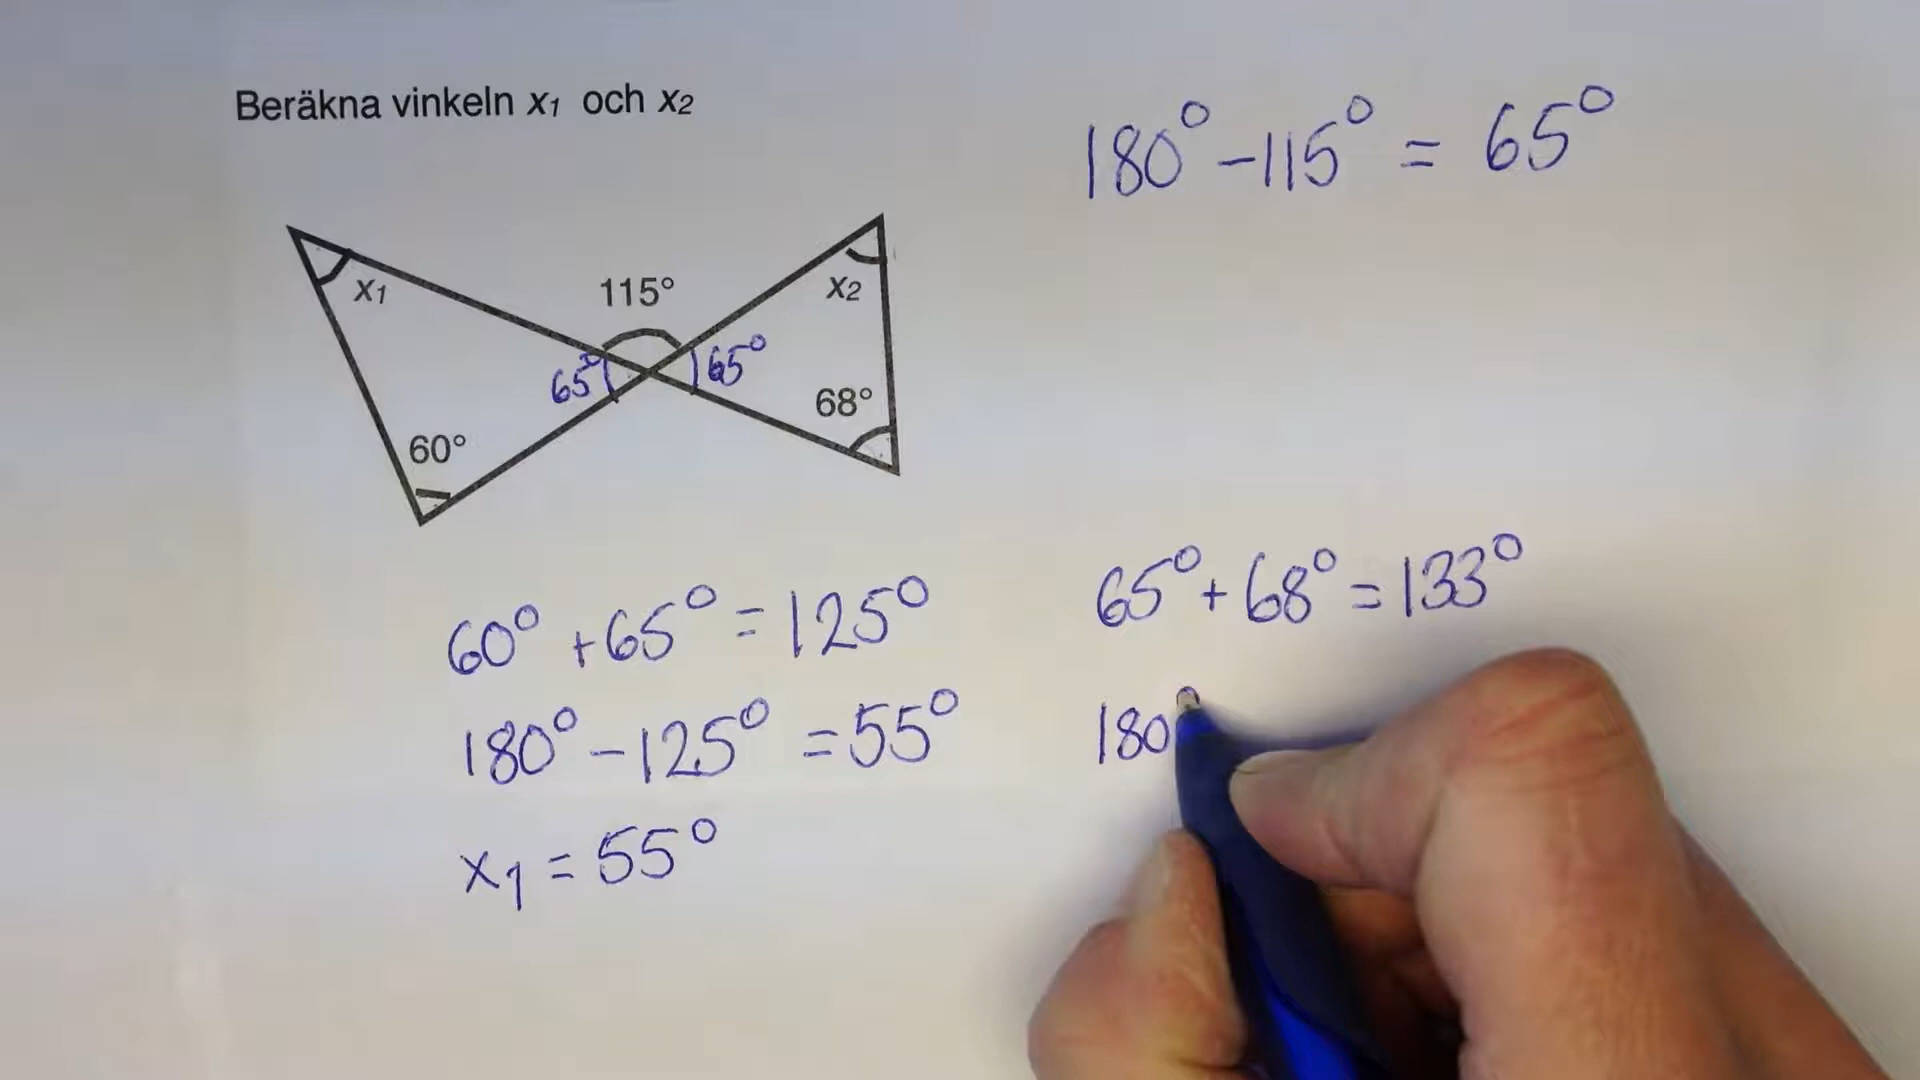 Beräkna vinkeln x1 och x2
180° - 115° = 65°
x1
115°
x2
65°
65°
68°
60°
60° + 65° = 125°
180° - 125° = 55°
x1 = 55°
65° + 68° = 133°
180